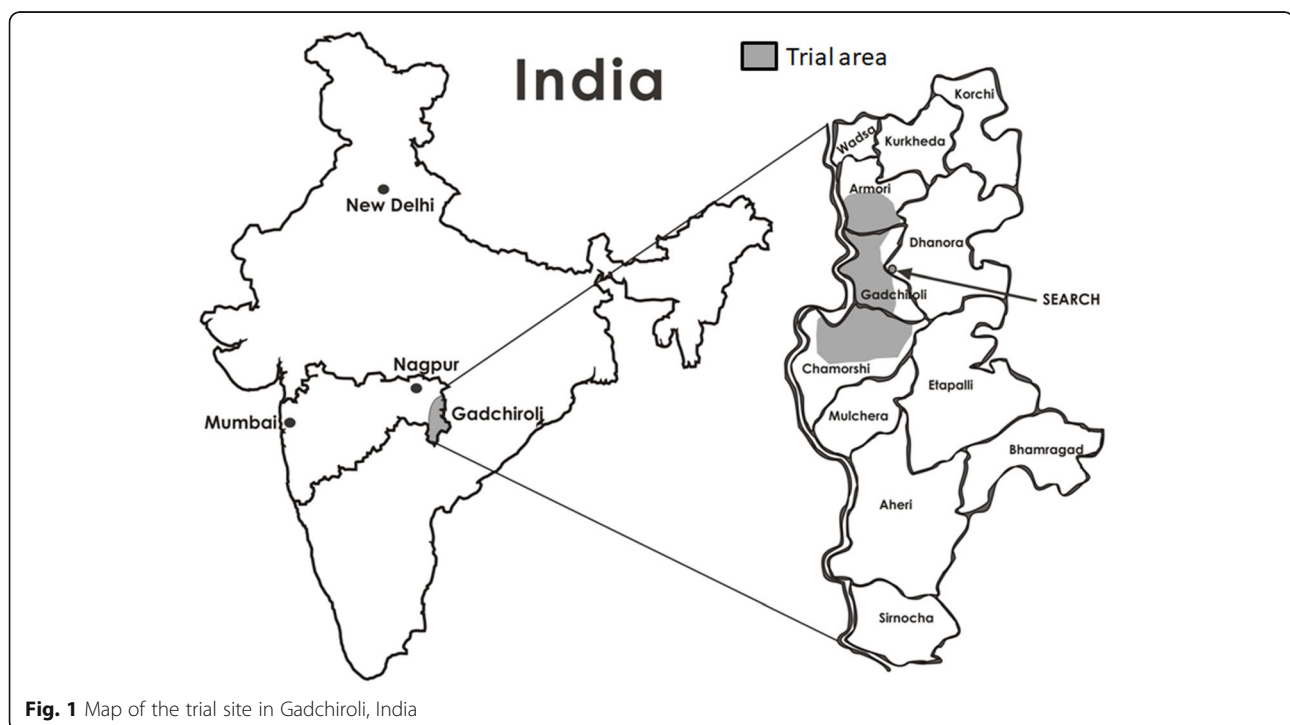 India
Trial area
New Delhi
Nagpur
Mumbai
Gadchiroli
Korchi
Wadsa
Kurkheda
Armori
Dhanora
Gadchiroli
SEARCH
Chamorshi
Etapalli
Mulchera
Bhamragad
Aheri
Sirnocha
Fig. 1 Map of the trial site in Gadchiroli, India